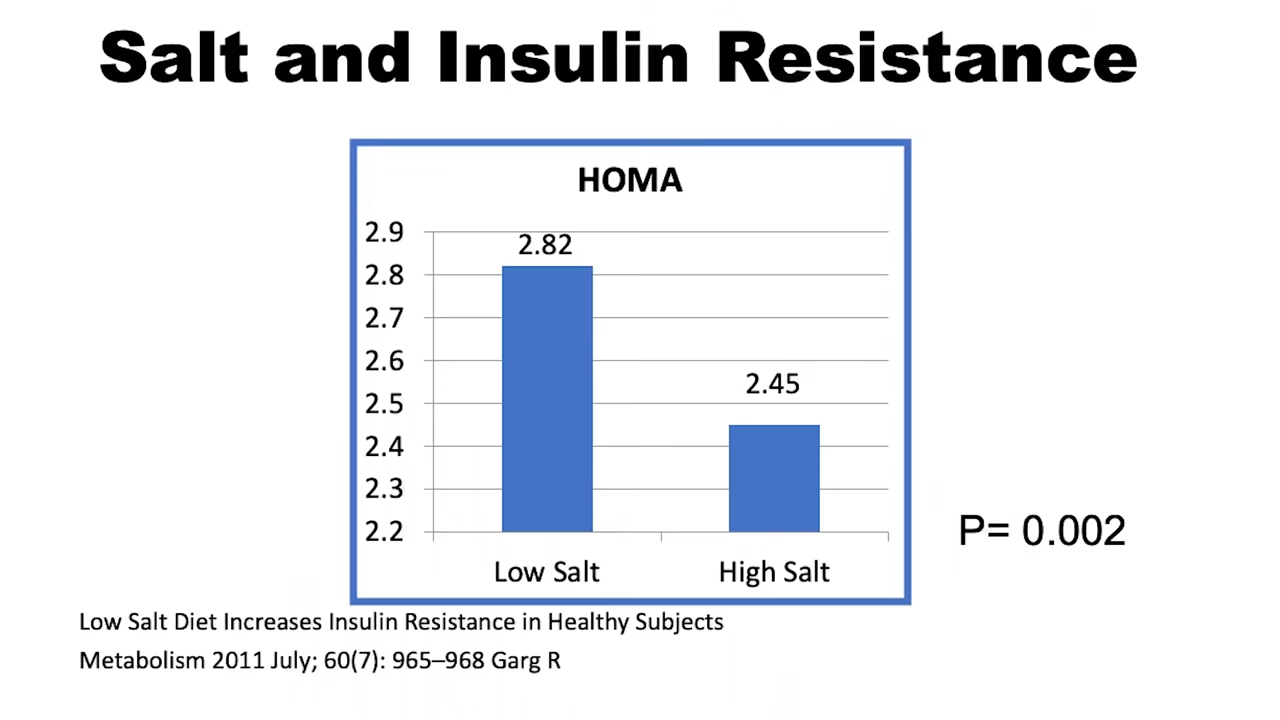 Salt and Insulin Resistance
HOMA
2.9
2.82
2.8
2.7
2.6
2.45
2.5
2.4
2.3
2.2
P= 0.002
Low Salt
High Salt
Low Salt Diet Increases Insulin Resistance in Healthy Subjects
Metabolism 2011 July; 60(7): 965–968 Garg R